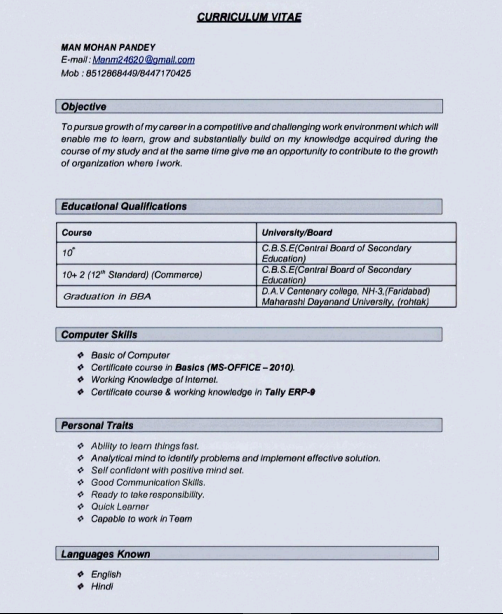 CURRICULUM VITAE
MAN MOHAN PANDEY
E-mail : Manm24620@gmail.com
Mob : 8512868449/8447170425
Objective
To pursue growth of my career in a competitive and challenging work environment which will
enable me to learn, grow and substantially build on my knowledge acquired during the
course of my study and at the same time give me an opportunity to contribute to the growth
of organization where I work.
Educational Qualifications
Course University/Board
10" C.B.S.E(Central Board of Secondary
Education)
10+ 2 (12th Standard) (Commerce) C.B.S.E(Central Board of Secondary
Education)
Graduation in BBA D.A.V Centenary college, NH-3,(Faridabad)
Maharashi Dayanand University, (rohtak)
Computer Skills
Basic of Computer
Certificate course in Basics (MS-OFFICE – 2010).
Working Knowledge of Internet.
Certificate course & working knowledge in Tally ERP-9
Personal Traits
Ability to learn things fast.
Analytical mind to identify problems and implement effective solution.
Self confident with positive mind set.
Good Communication Skills.
Ready to take responsibility.
Quick Learner
Capable to work in Team
Languages Known
English
Hindi